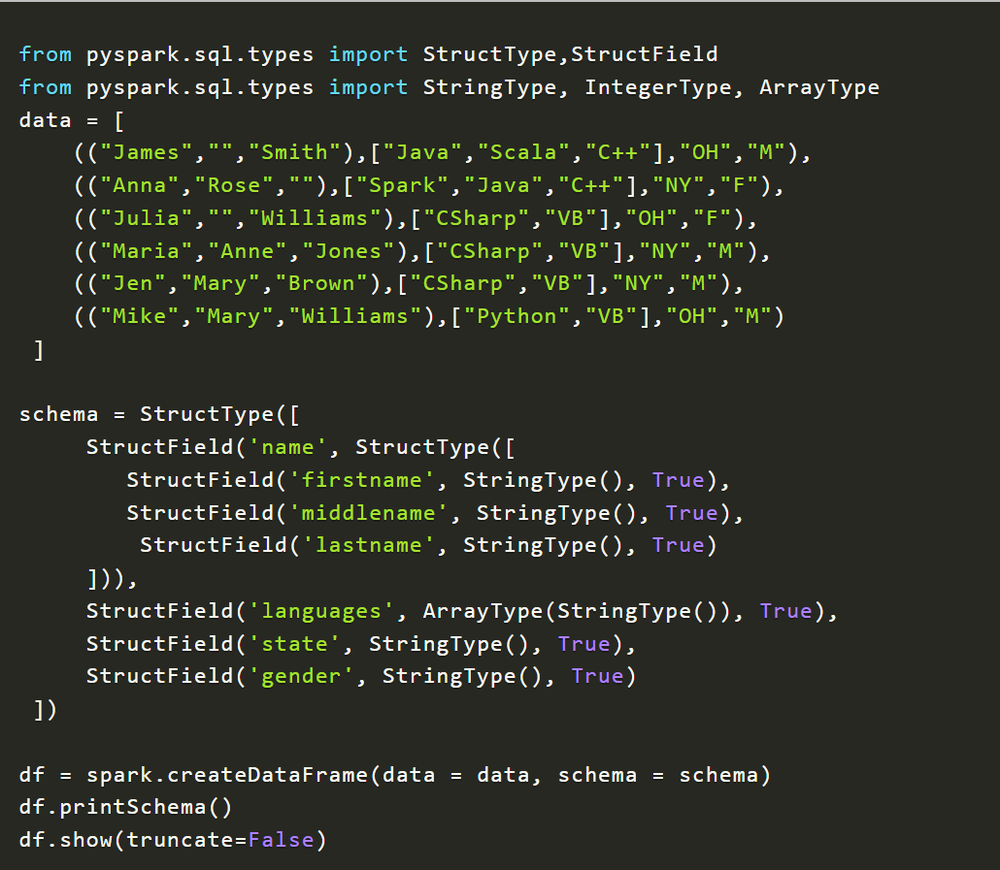 from pyspark.sql.types import StructType,StructField
from pyspark.sql.types import StringType, IntegerType, ArrayType
data = [
    (("James","","Smith"),["Java","Scala","C++"],"OH","M"),
    (("Anna","Rose",""),["Spark","Java","C++"],"NY","F"),
    (("Julia","","Williams"),["CSharp","VB"],"OH","F"),
    (("Maria","Anne","Jones"),["CSharp","VB"],"NY","M"),
    (("Jen","Mary","Brown"),["CSharp","VB"],"NY","M"),
    (("Mike","Mary","Williams"),["Python","VB"],"OH","M")
 ]

schema = StructType([
     StructField('name', StructType([
        StructField('firstname', StringType(), True),
        StructField('middlename', StringType(), True),
         StructField('lastname', StringType(), True)
     ])),
     StructField('languages', ArrayType(StringType()), True),
     StructField('state', StringType(), True),
     StructField('gender', StringType(), True)
 ])

df = spark.createDataFrame(data = data, schema = schema)
df.printSchema()
df.show(truncate=False)